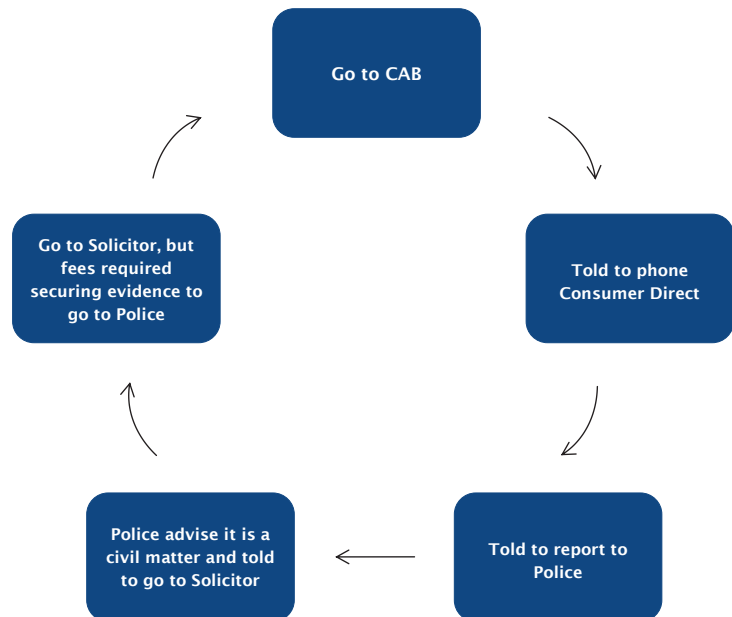 Go to CAB
Told to phone
Consumer Direct
Told to report to
Police
Police advise it is a
civil matter and told
to go to Solicitor
Go to Solicitor, but
fees required
securing evidence to
go to Police